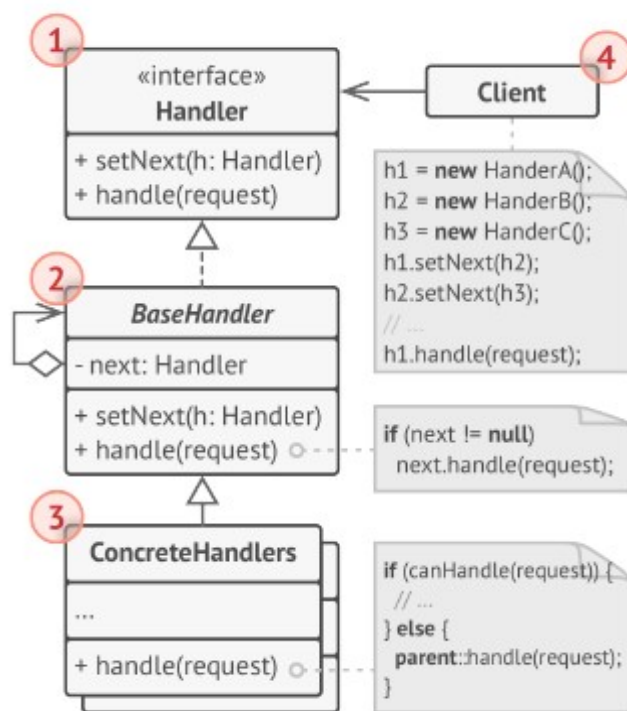 1
«interface»
Handler
+ setNext(h: Handler)
+ handle(request)
4
Client
h1 = new HanderA();
h2 = new HanderB();
h3 = new HanderC();
h1.setNext(h2);
h2.setNext(h3);
// ...
h1.handle(request);
2
BaseHandler
- next: Handler
+ setNext(h: Handler)
+ handle(request)
if (next != null)
next.handle(request);
3
ConcreteHandlers
...
+ handle(request)
if (canHandle(request)) {
// ...
} else {
parent::handle(request);
}